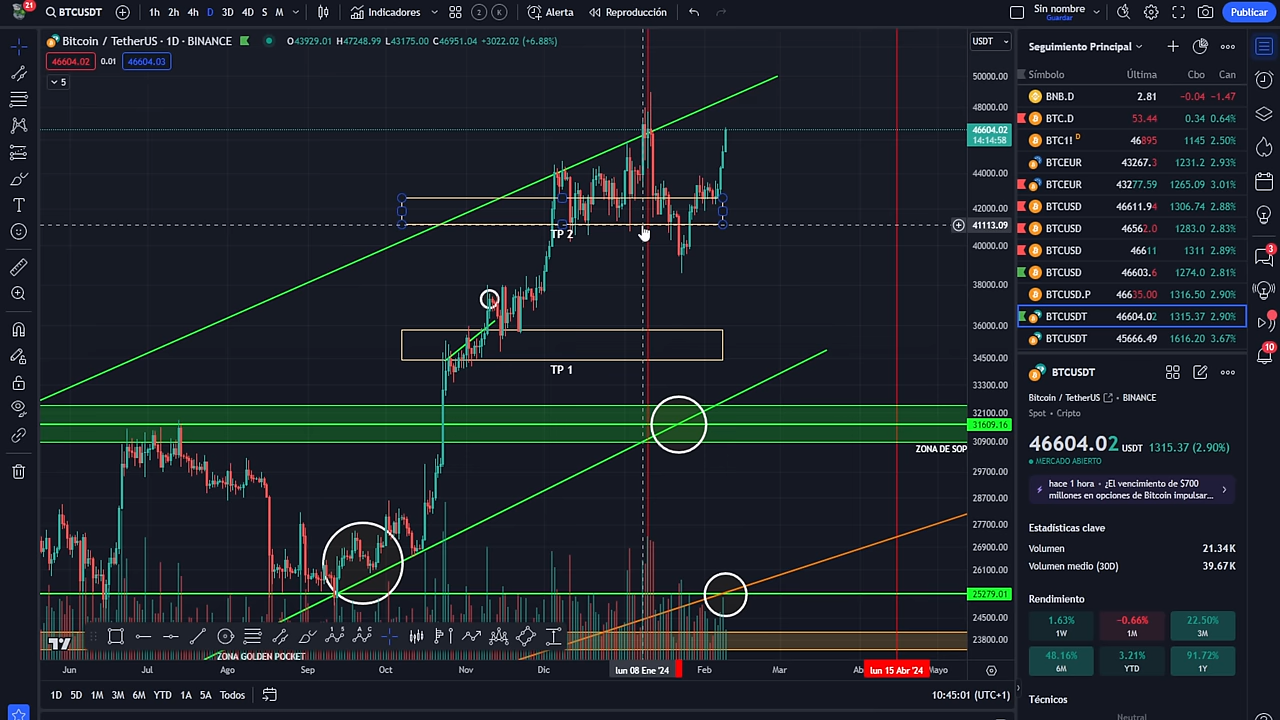 21
BTCUSDT
1h 2h 4h D 3D 4D S M
Indicadores
2 K
Alerta
Reproducción
Sin nombre
Guardar
Publicar
Bitcoin / TetherUS · 1D · BINANCE
O43929.01 H47248.99 L43175.00 C46951.04 +3022.02 (+6.88%)
USDT
46604.02 0.01 46604.03
5
50000.00
48000.00
46604.02
14:14:58
44000.00
42000.00
41113.09
40000.00
38000.00
36000.00
34500.00
33300.00
32100.00
31609.16
30900.00
29700.00
28700.00
27700.00
26900.00
26100.00
25279.01
24500.00
23800.00
TP 2
TP 1
ZONA DE SOP
ZONA GOLDEN POCKET
Jun Jul Ago Sep Oct Nov Dic lun 08 Ene '24 Feb Mar Ab lun 15 Abr '24 Mayo
1D 5D 1M 3M 6M YTD 1A 5A Todos
10:45:01 (UTC+1)
Seguimiento Principal
Símbolo Última Cbo Can
BNB.D 2.81 -0.04 -1.47
BTC.D 53.44 0.34 0.64%
BTC1! D 46895 1145 2.50%
BTCEUR 43267.3 1231.2 2.93%
BTCEUR 43277.59 1265.09 3.01%
BTCUSD 46611.94 1306.74 2.88%
BTCUSD 46562.0 1283.0 2.83%
BTCUSD 46611 1311 2.89%
BTCUSD 46603.6 1274.0 2.81%
BTCUSD.P 46635.00 1316.50 2.90%
BTCUSDT 46604.02 1315.37 2.90%
BTCUSDT 45666.49 1616.20 3.67%
BTCUSDT
Bitcoin / TetherUS BINANCE
Spot · Cripto
46604.02 USDT 1315.37 (2.90%)
MERCADO ABIERTO
hace 1 hora · ¿El vencimiento de $700
millones en opciones de Bitcoin impulsar...
Estadísticas clave
Volumen 21.34K
Volumen medio (30D) 39.67K
Rendimiento
1.63% -0.66% 22.50%
1W 1M 3M
48.16% 3.21% 91.72%
6M YTD 1Y
Técnicos
Neutral
3
10